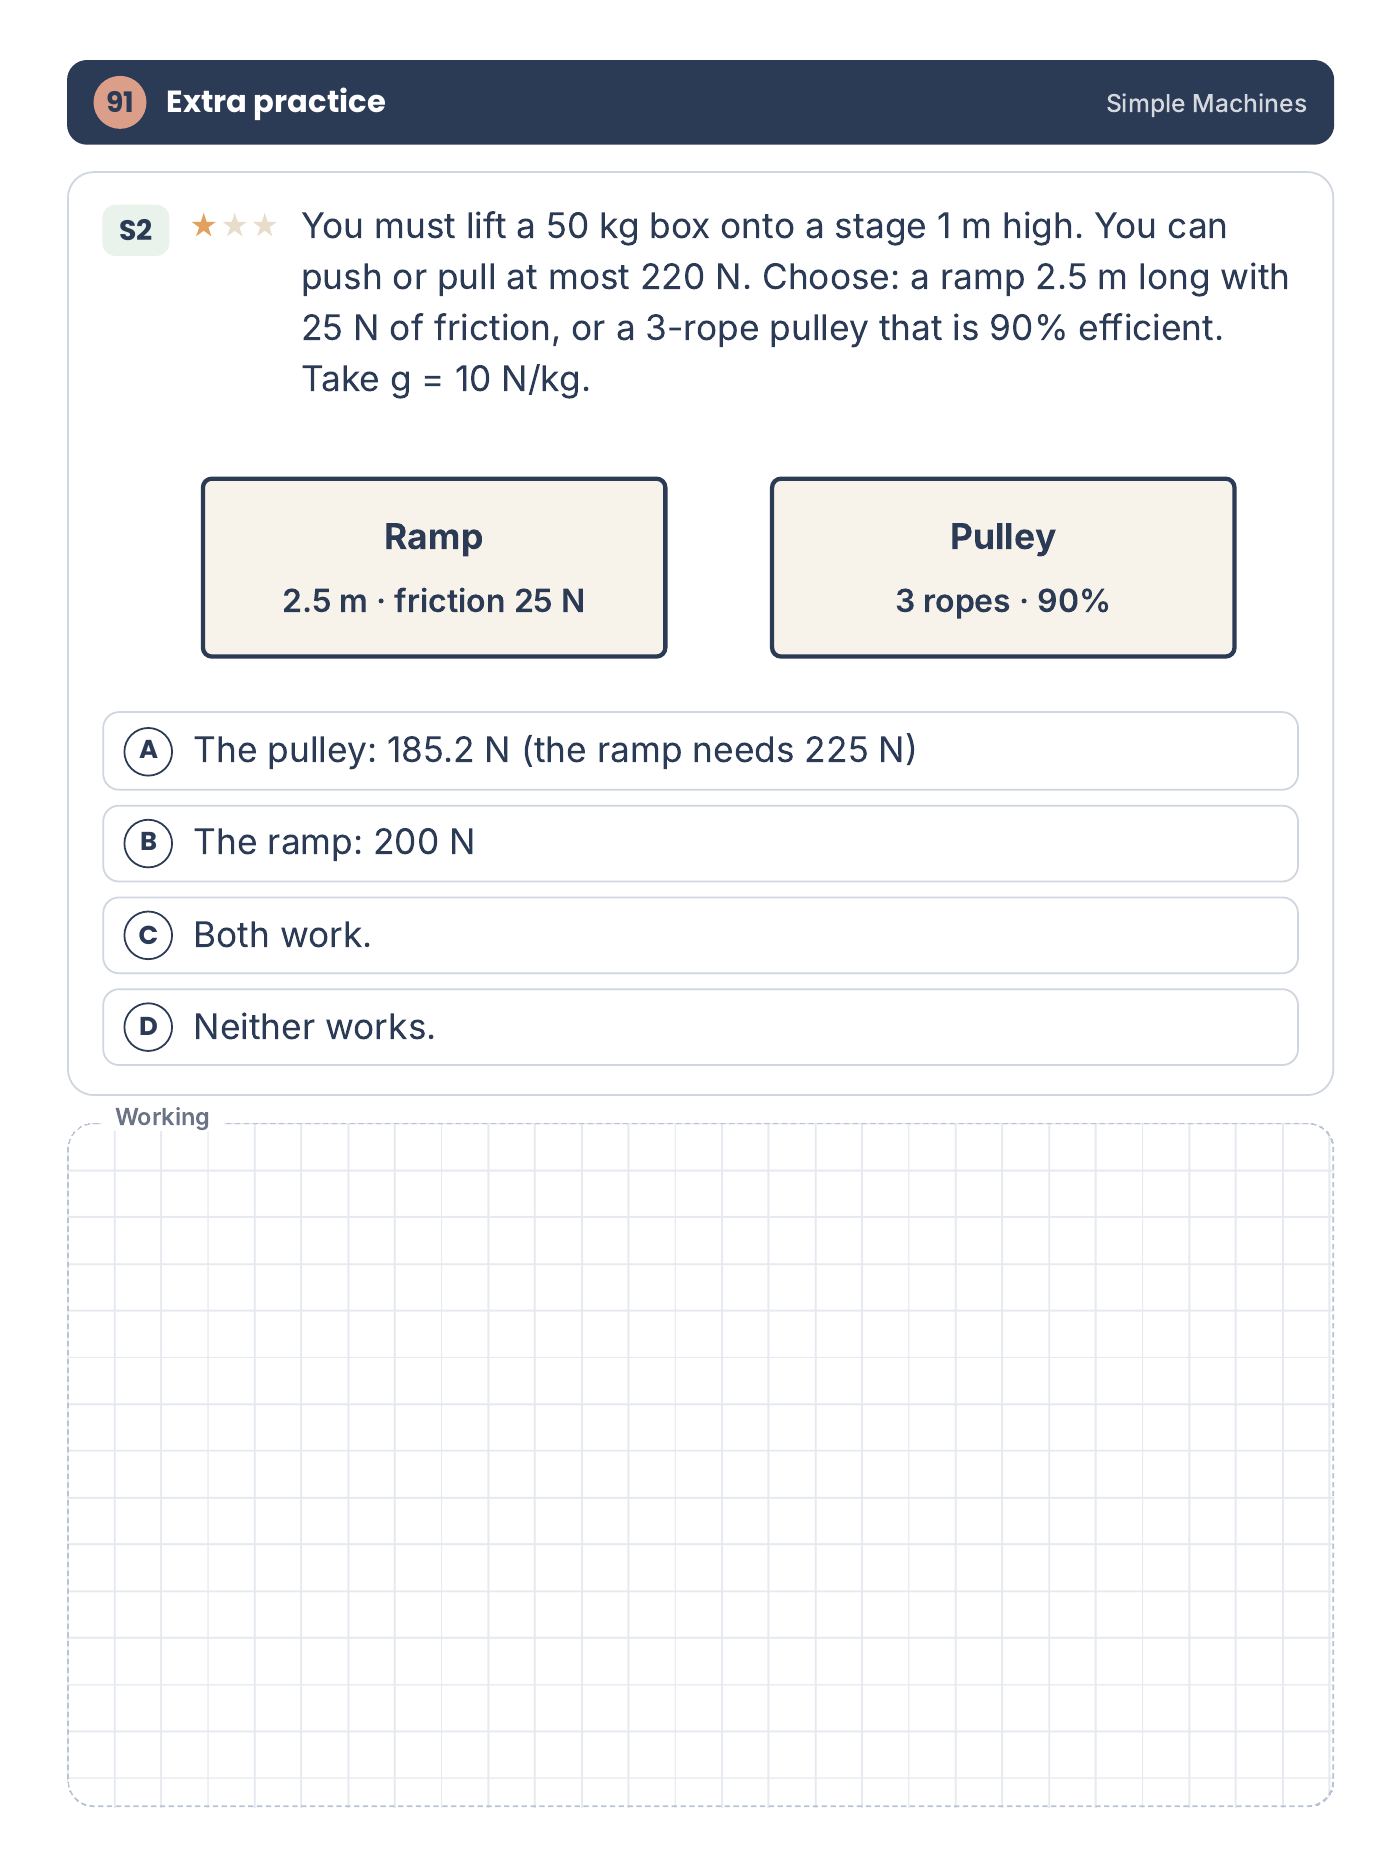 91 Extra practice Simple Machines
S2 ★★★ You must lift a 50 kg box onto a stage 1 m high. You can
push or pull at most 220 N. Choose: a ramp 2.5 m long with
25 N of friction, or a 3-rope pulley that is 90% efficient.
Take g = 10 N/kg.
Ramp
2.5 m · friction 25 N
Pulley
3 ropes · 90%
A The pulley: 185.2 N (the ramp needs 225 N)
B The ramp: 200 N
C Both work.
D Neither works.
Working